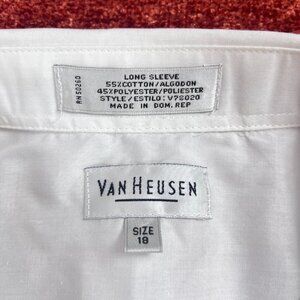 RN 50260
LONG SLEEVE
55%COTTON/ALGODON
45%POLYESTER/POLIESTER
STYLE/ESTILO: V7S020
MADE IN DOM. REP
VAN HEUSEN
SIZE
18